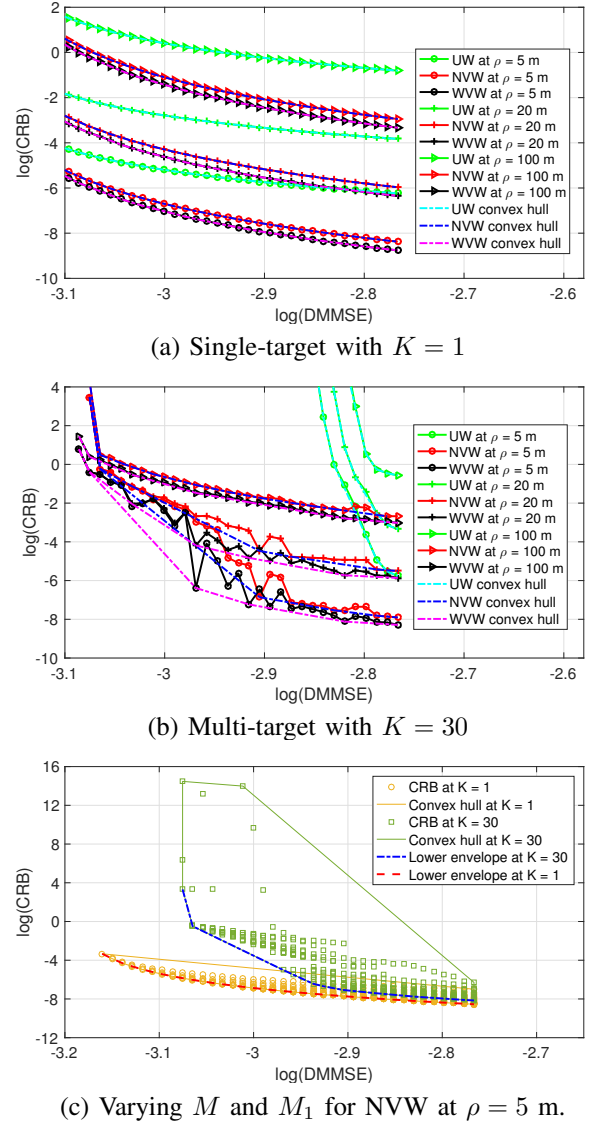 4
2
0
-2
-4
-6
-8
-10
log(CRB)
UW at ρ = 5 m
NVW at ρ = 5 m
WVW at ρ = 5 m
UW at ρ = 20 m
NVW at ρ = 20 m
WVW at ρ = 20 m
UW at ρ = 100 m
NVW at ρ = 100 m
WVW at ρ = 100 m
UW convex hull
NVW convex hull
WVW convex hull
-3.1 -3 -2.9 -2.8 -2.7 -2.6
log(DMMSE)
(a) Single-target with K = 1
4
2
0
-2
-4
-6
-8
-10
log(CRB)
UW at ρ = 5 m
NVW at ρ = 5 m
WVW at ρ = 5 m
UW at ρ = 20 m
NVW at ρ = 20 m
WVW at ρ = 20 m
UW at ρ = 100 m
NVW at ρ = 100 m
WVW at ρ = 100 m
UW convex hull
NVW convex hull
WVW convex hull
-3.1 -3 -2.9 -2.8 -2.7 -2.6
log(DMMSE)
(b) Multi-target with K = 30
16
12
8
4
0
-4
-8
-12
log(CRB)
CRB at K = 1
Convex hull at K = 1
CRB at K = 30
Convex hull at K = 30
Lower envelope at K = 30
Lower envelope at K = 1
-3.2 -3.1 -3 -2.9 -2.8 -2.7
log(DMMSE)
(c) Varying M and M₁ for NVW at ρ = 5 m.